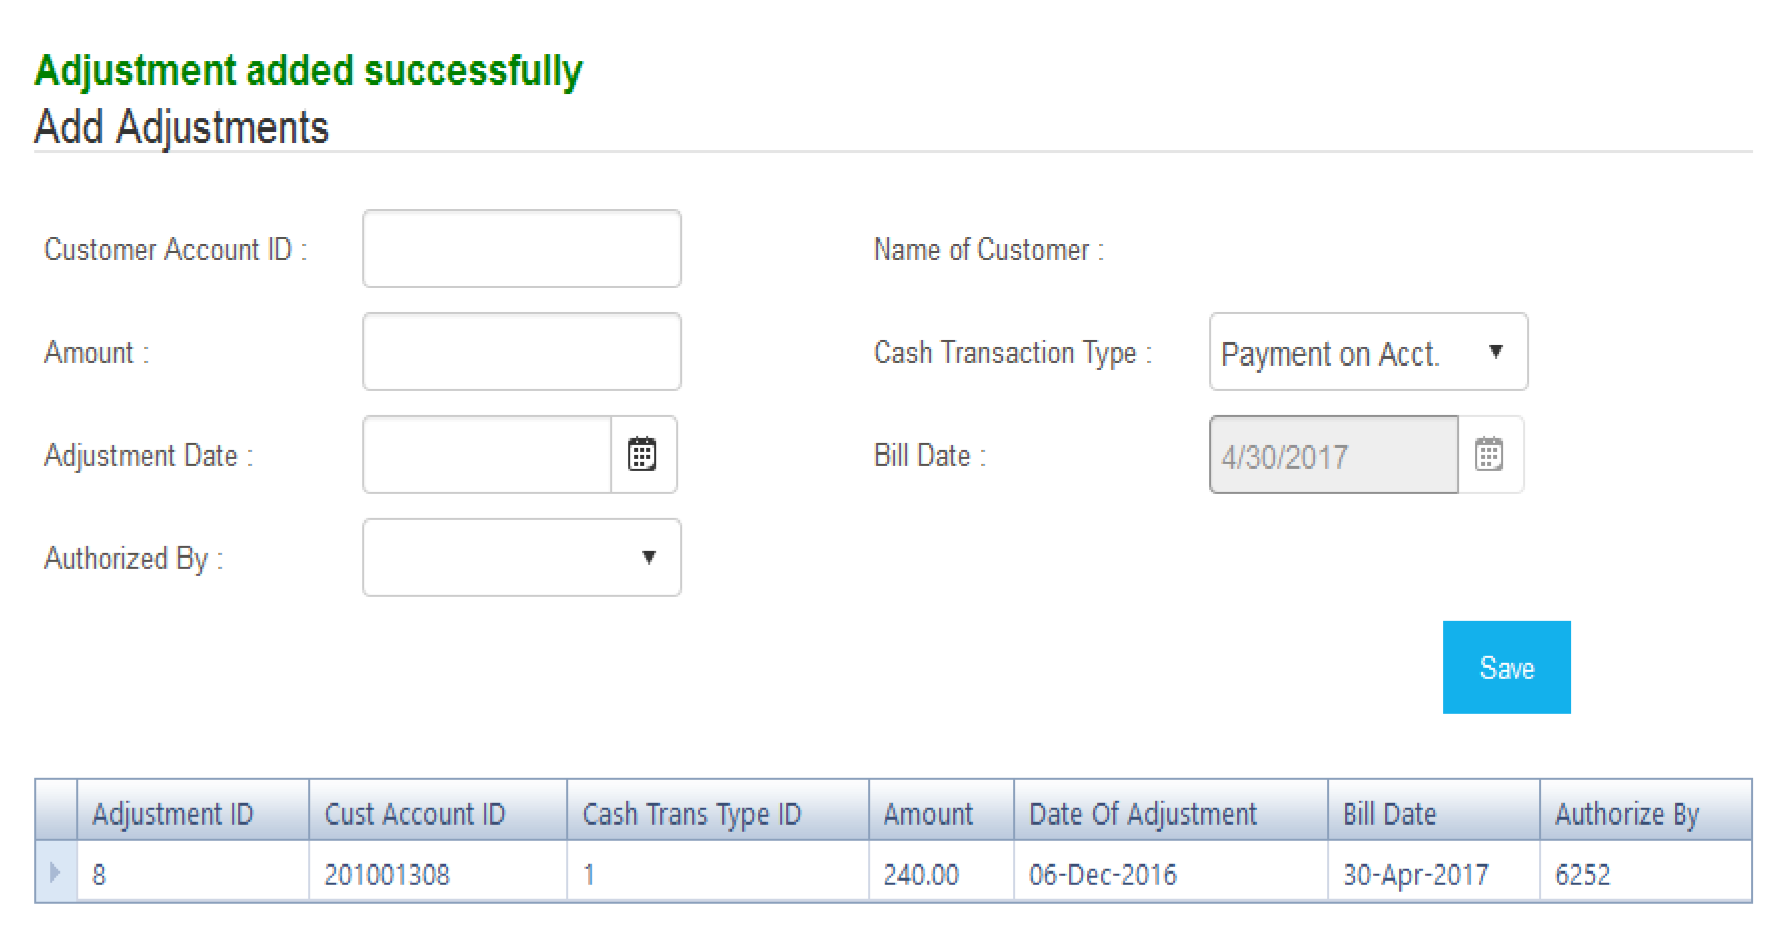 Adjustment added successfully
Add Adjustments
Customer Account ID :
Name of Customer :
Amount :
Cash Transaction Type : Payment on Acct.
Adjustment Date :
Bill Date : 4/30/2017
Authorized By :
Save
Adjustment ID Cust Account ID Cash Trans Type ID Amount Date Of Adjustment Bill Date Authorize By
8 201001308 1 240.00 06-Dec-2016 30-Apr-2017 6252